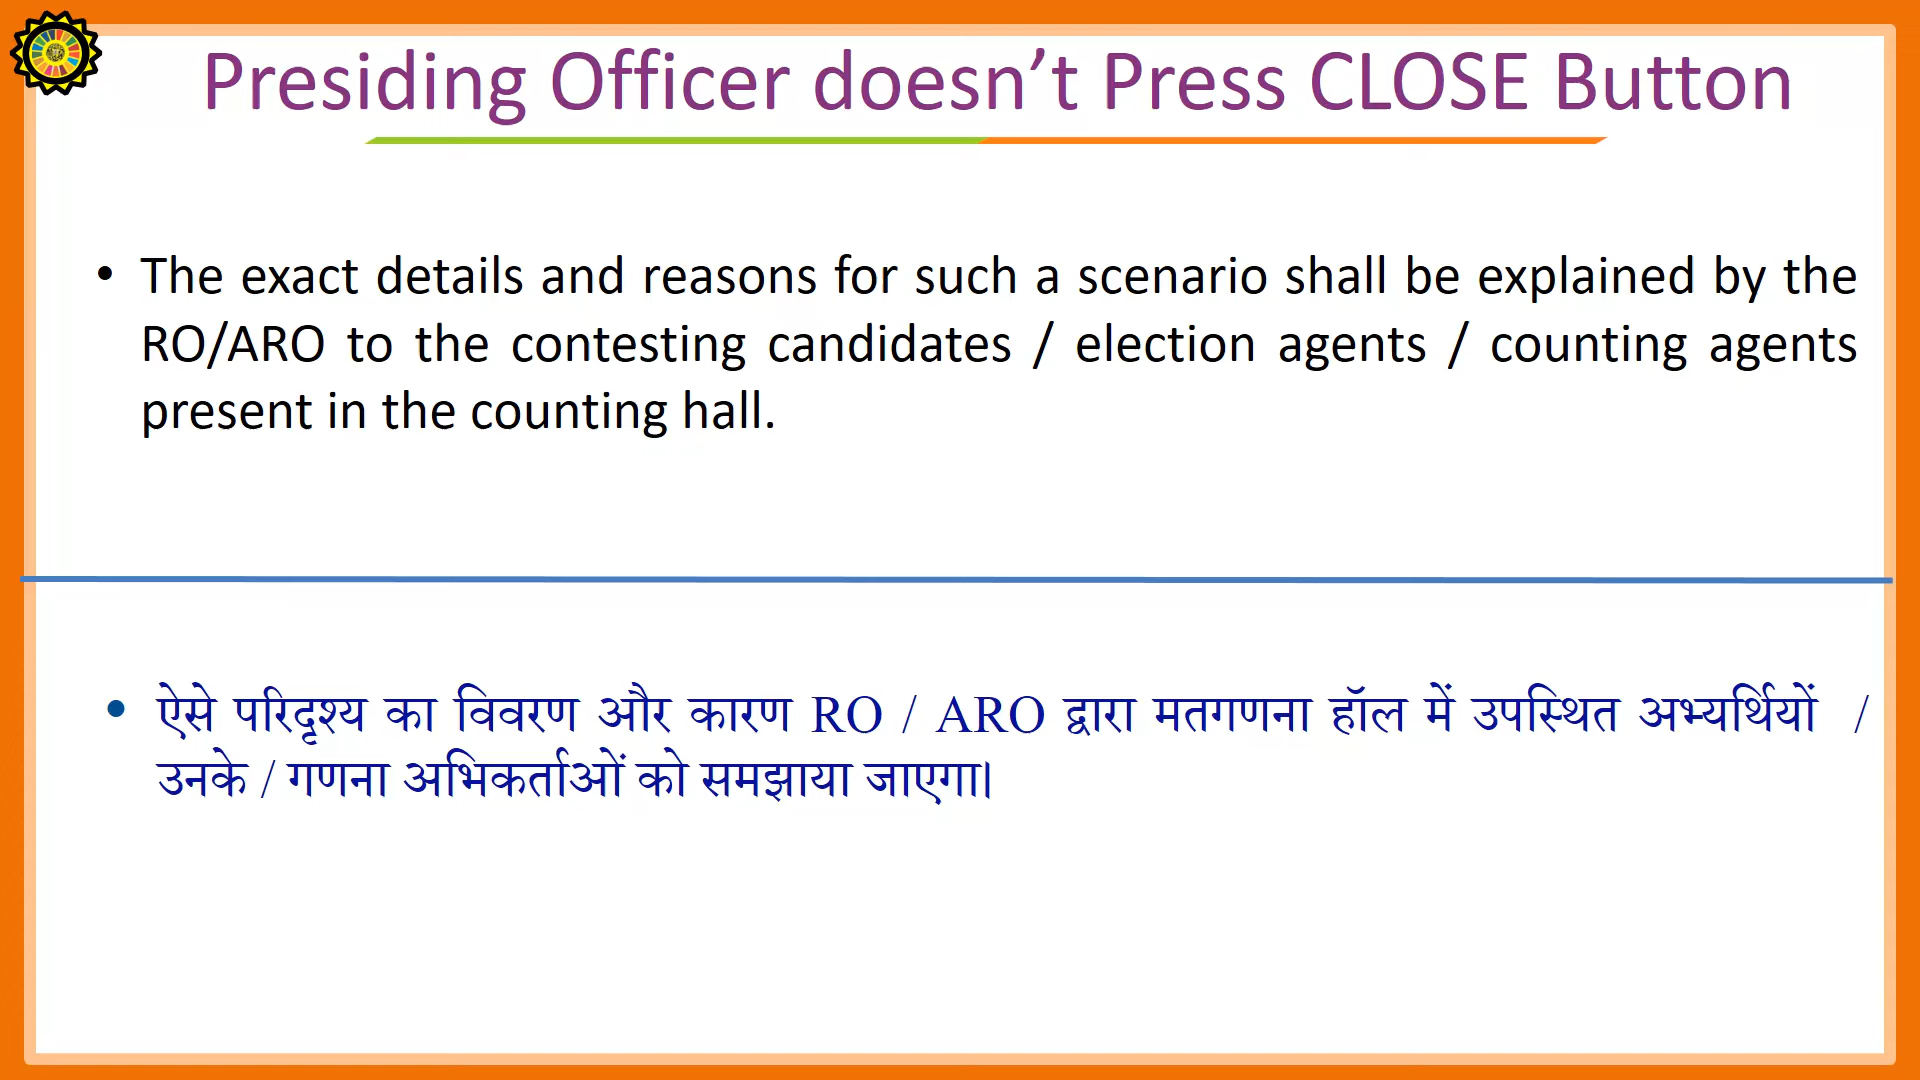 Presiding Officer doesn’t Press CLOSE Button
• The exact details and reasons for such a scenario shall be explained by the
RO/ARO to the contesting candidates / election agents / counting agents
present in the counting hall.
• ऐसे परिदृश्य का विवरण और कारण RO / ARO द्वारा मतगणना हॉल में उपस्थित अभ्यर्थियों /
उनके / गणना अभिकर्ताओं को समझाया जाएगा।